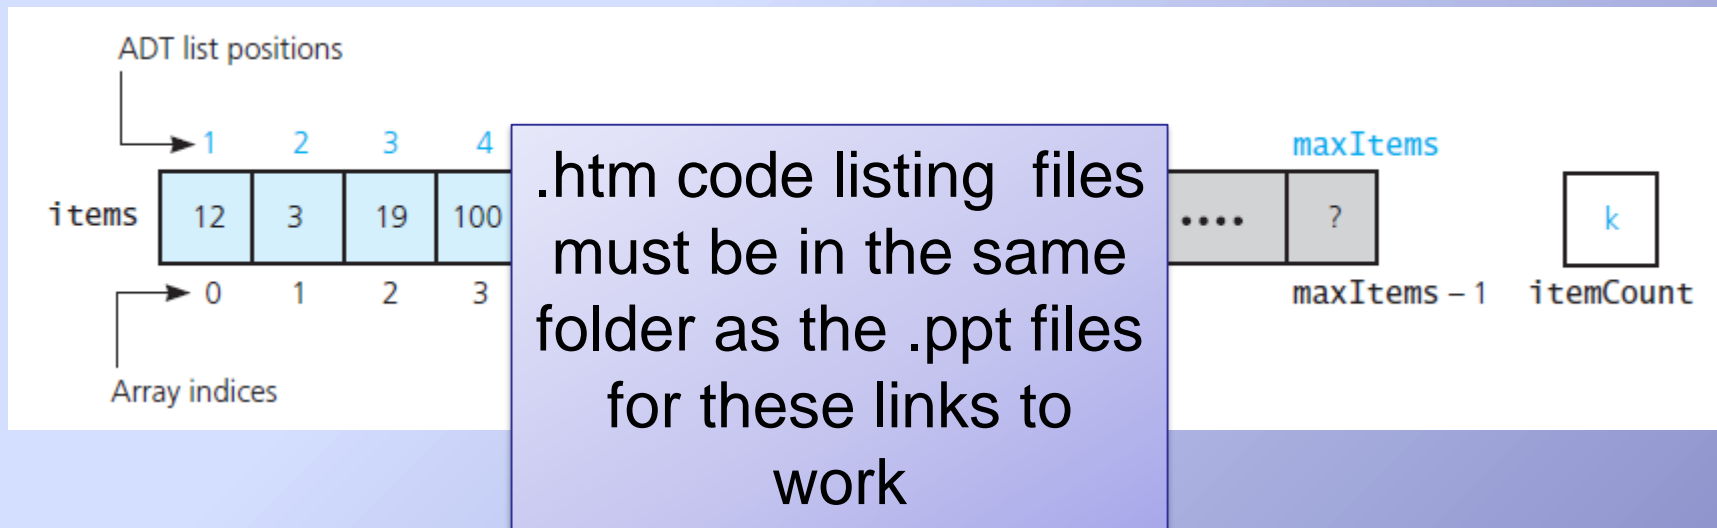 ADT list positions
1 2 3 4 maxItems
items 12 3 19 100 •••• ? k
0 1 2 3 maxItems – 1 itemCount
Array indices
.htm code listing files
must be in the same
folder as the .ppt files
for these links to
work